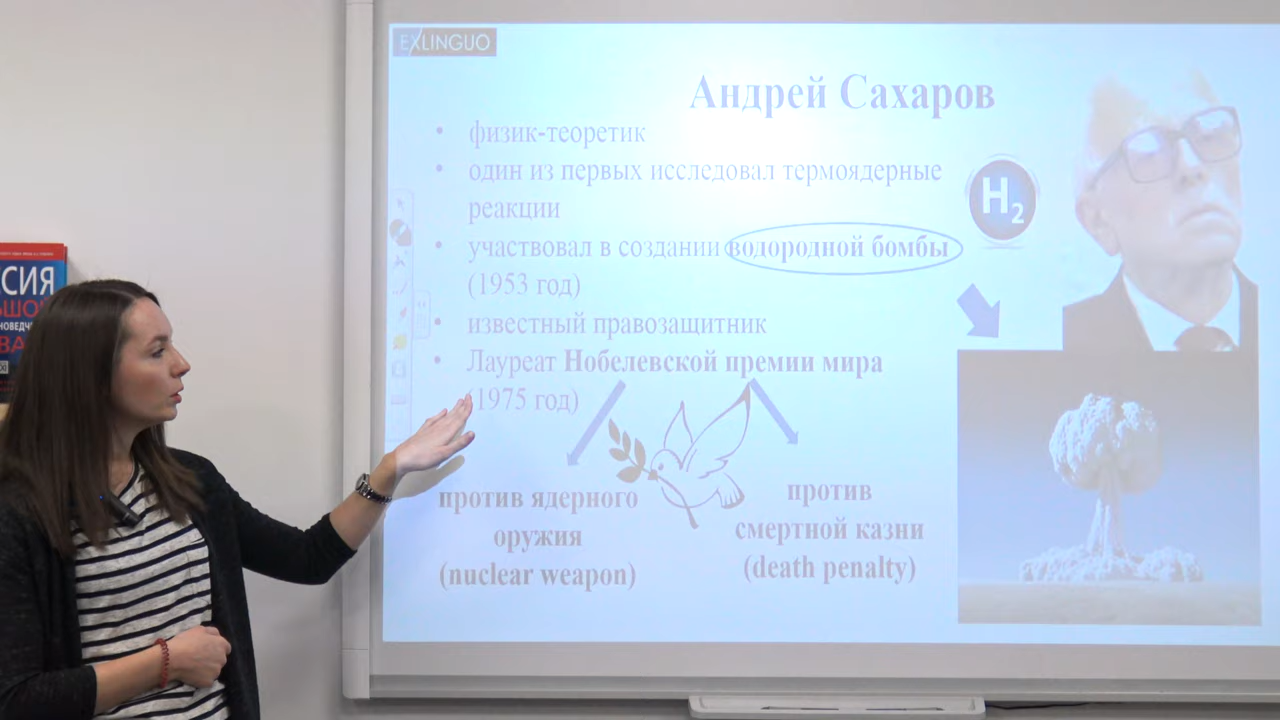 EXLINGUO
Андрей Сахаров
• физик-теоретик
• один из первых исследовал термоядерные
реакции
• участвовал в создании водородной бомбы
(1953 год)
• известный правозащитник
• Лауреат Нобелевской премии мира
(1975 год)
H2
против ядерного
оружия
(nuclear weapon)
против
смертной казни
(death penalty)